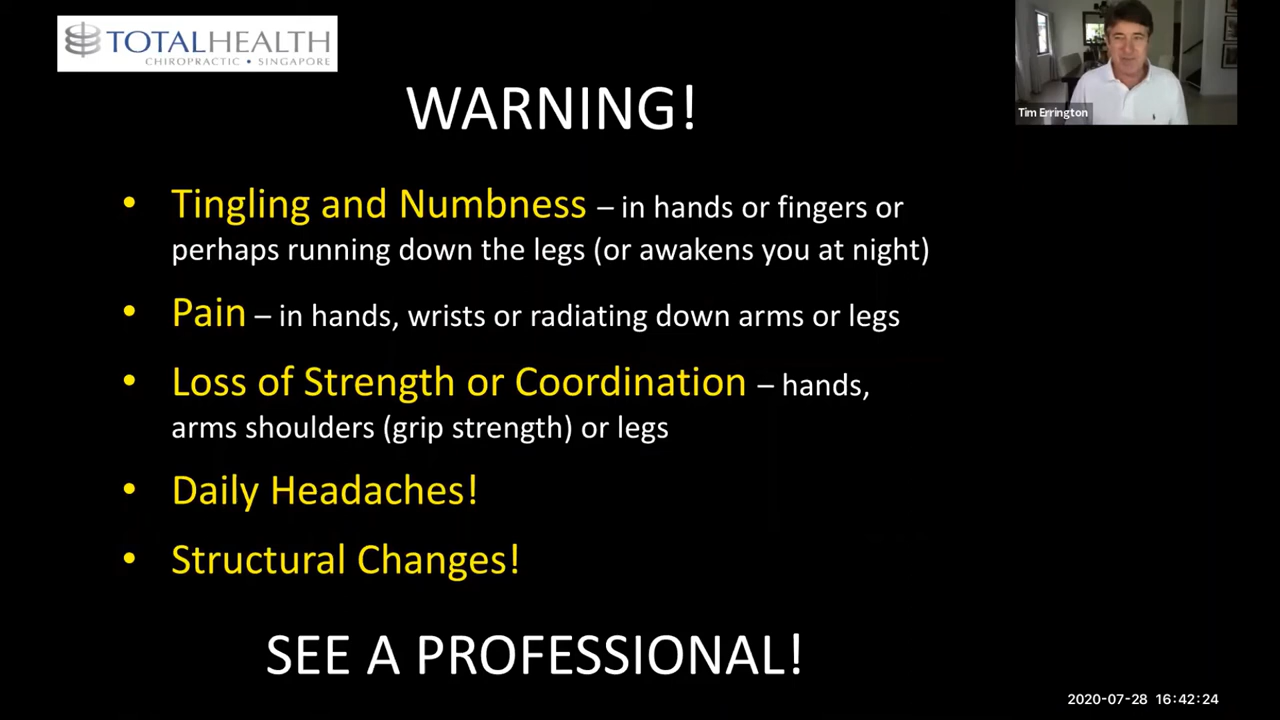 TOTALHEALTH
CHIROPRACTIC • SINGAPORE
Tim Errington
WARNING!
• Tingling and Numbness – in hands or fingers or
perhaps running down the legs (or awakens you at night)
• Pain – in hands, wrists or radiating down arms or legs
• Loss of Strength or Coordination – hands,
arms shoulders (grip strength) or legs
• Daily Headaches!
• Structural Changes!
SEE A PROFESSIONAL!
2020-07-28 16:42:24